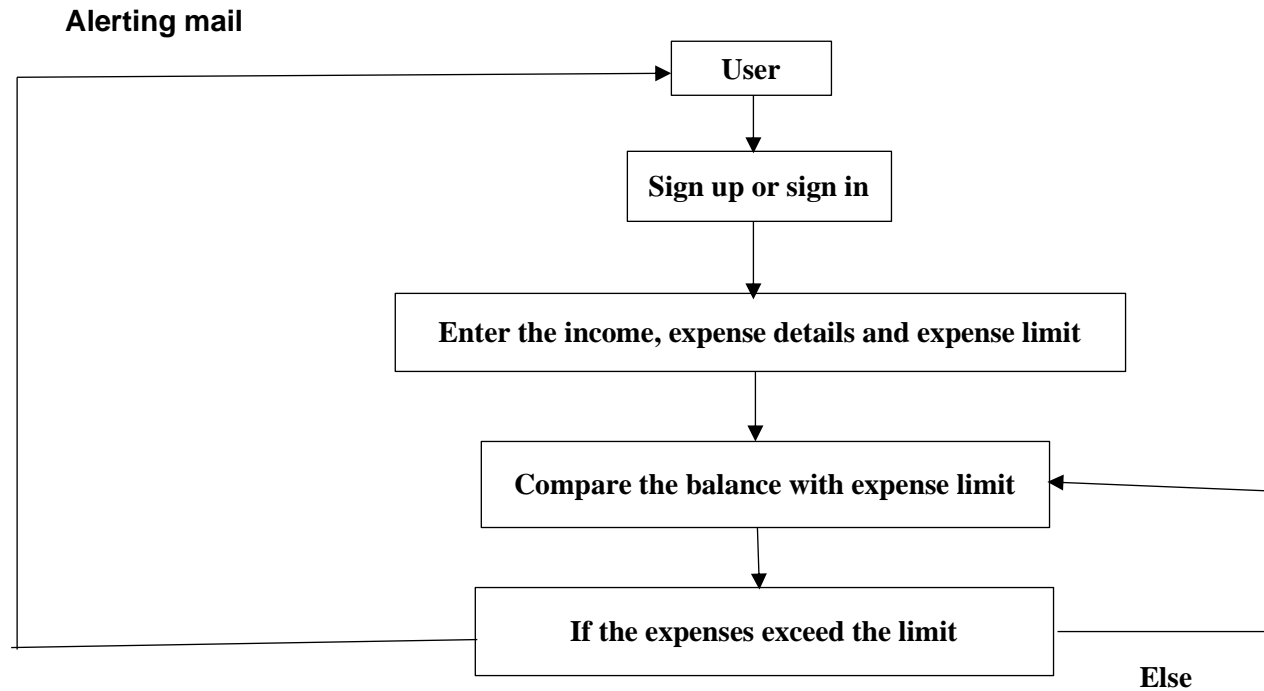 Alerting mail
User
Sign up or sign in
Enter the income, expense details and expense limit
Compare the balance with expense limit
If the expenses exceed the limit
Else